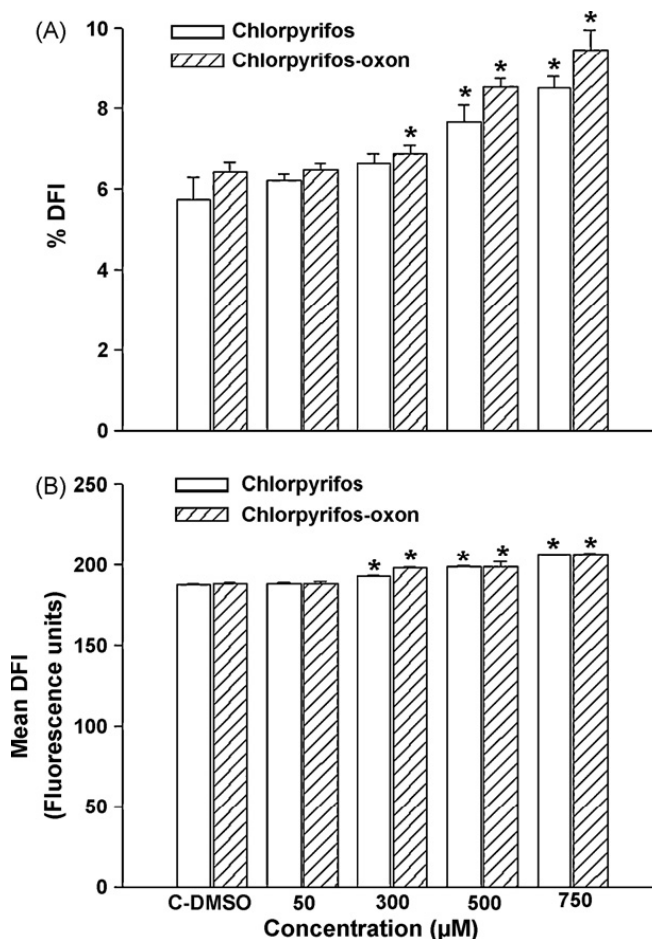 (A)
Chlorpyrifos
Chlorpyrifos-oxon
10
8
6
4
2
0
% DFI
* * * * *
(B)
Chlorpyrifos
Chlorpyrifos-oxon
250
200
150
100
50
0
Mean DFI
(Fluorescence units)
* * * * * *
C-DMSO 50 300 500 750
Concentration (µM)